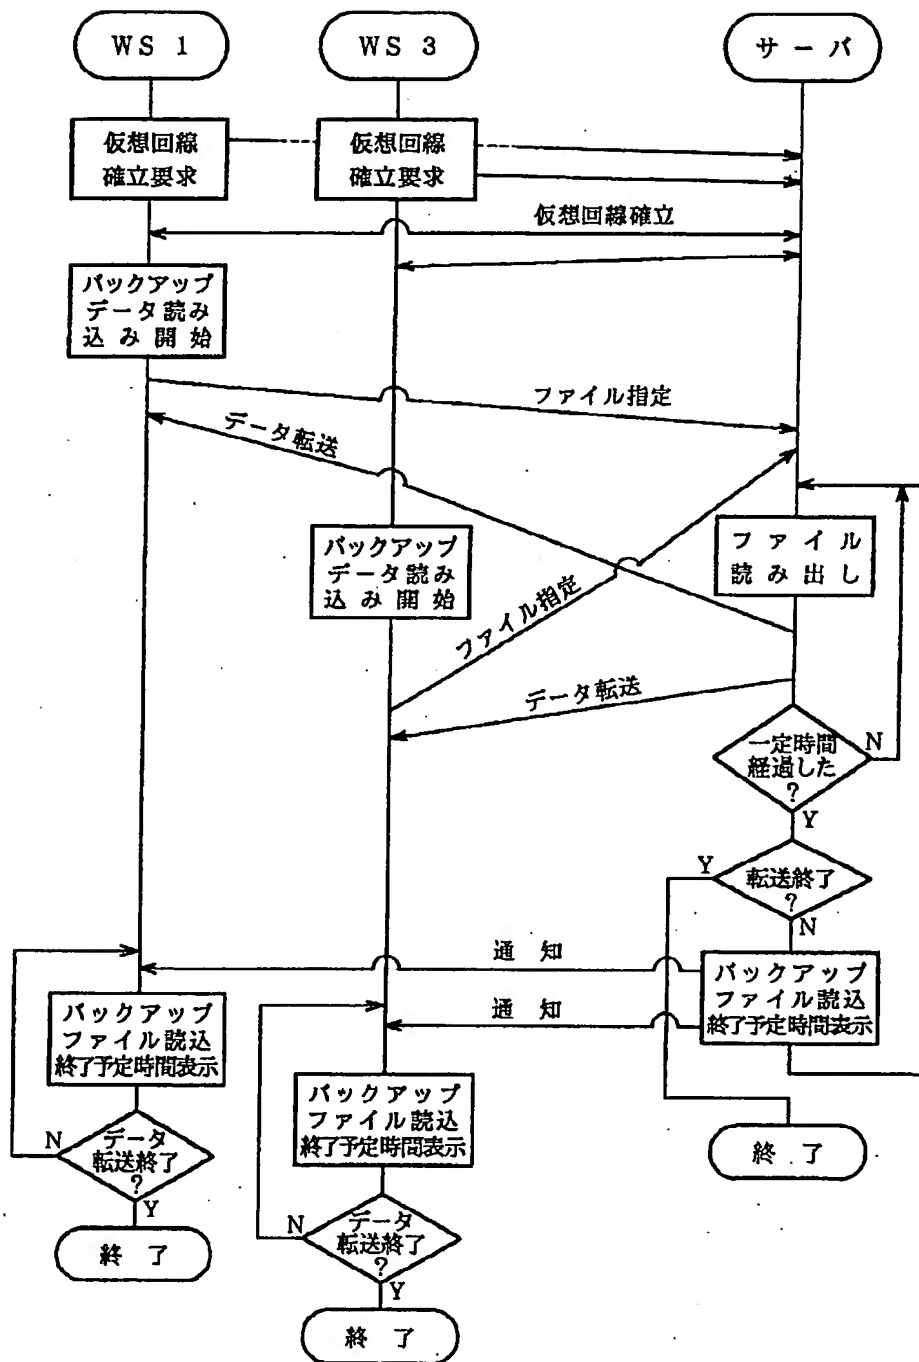 WS 1
WS 3
サーバ
仮想回線
確立要求
仮想回線
確立要求
仮想回線確立
バックアップ
データ読み
込み開始
ファイル指定
データ転送
バックアップ
データ読み
込み開始
ファイル
読み出し
ファイル指定
データ転送
一定時間
経過した
?
N
Y
Y
転送終了
?
N
通知
バックアップ
ファイル読込
終了予定時間表示
通知
バックアップ
ファイル読込
終了予定時間表示
バックアップ
ファイル読込
終了予定時間表示
N
データ
転送終了
?
Y
終了
終了
N
データ
転送終了
?
Y
終了